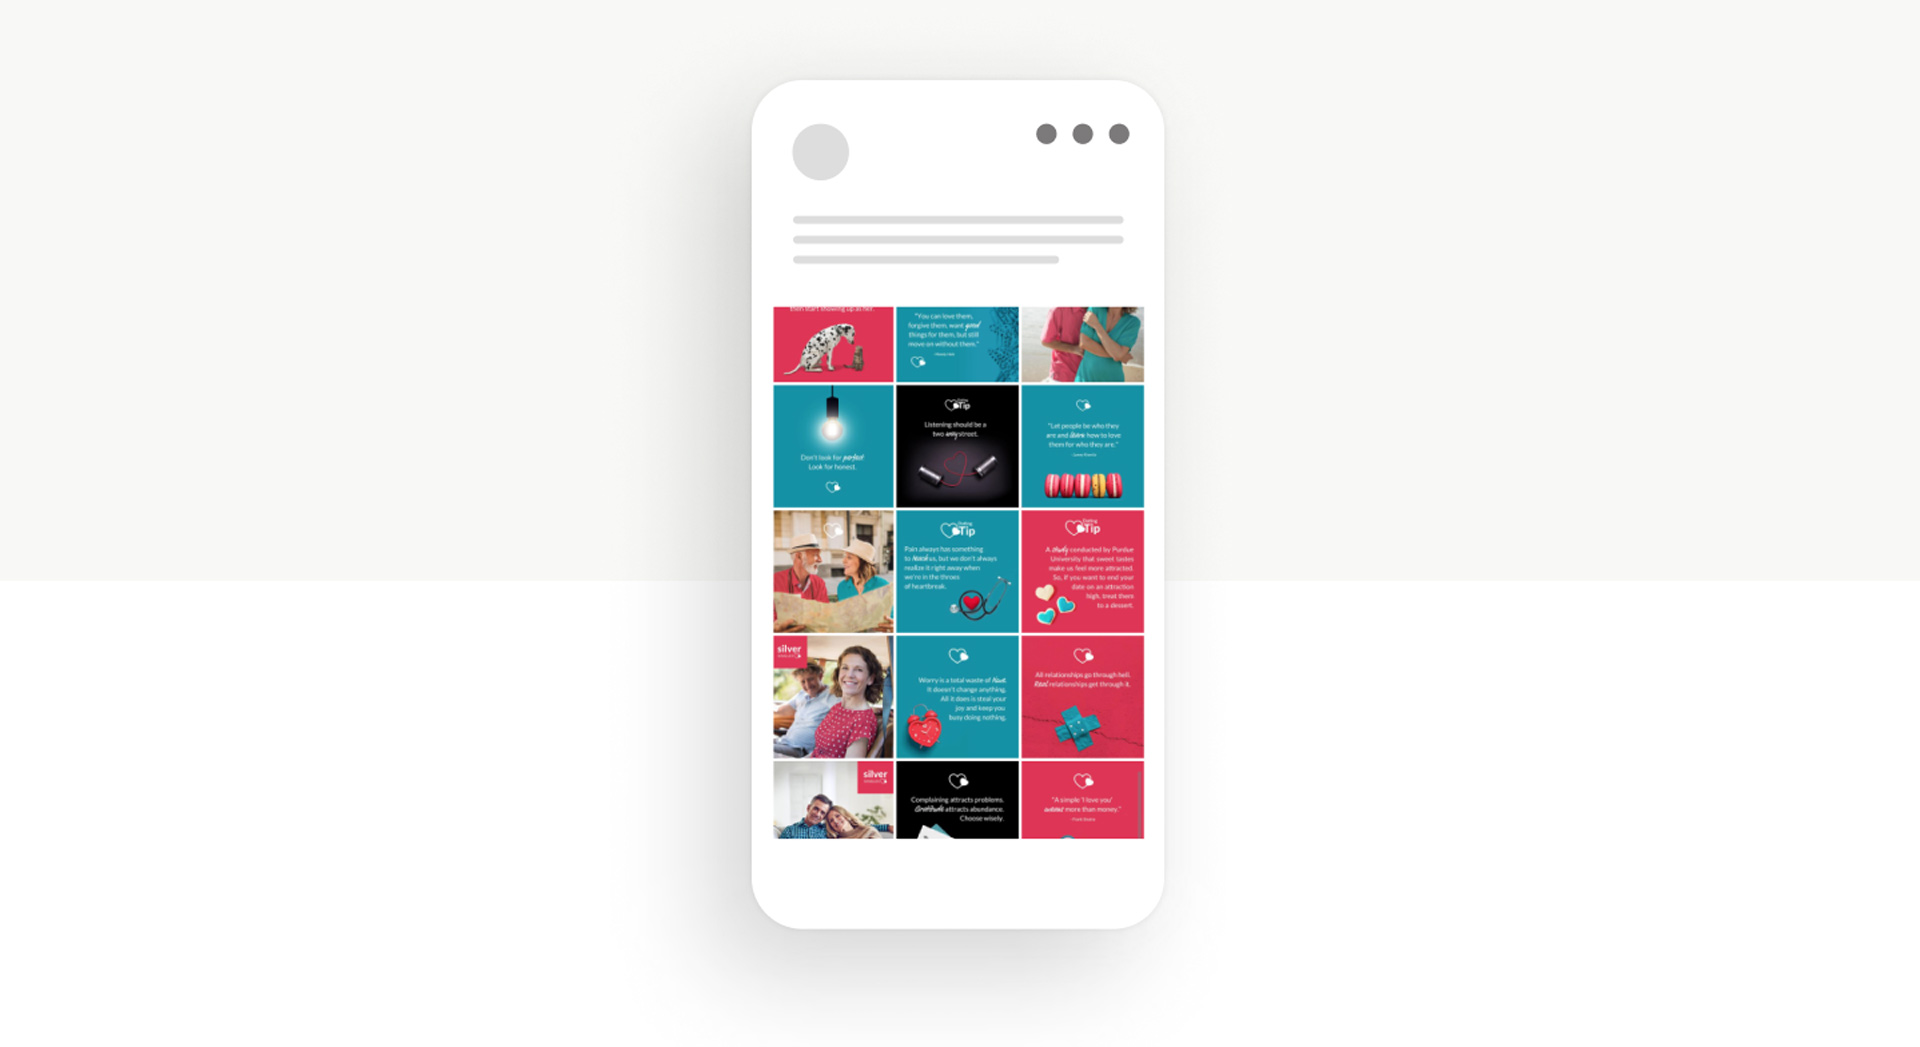 then start showing up as her.
"You can love them,
forgive them, want good
things for them, but still
move on without them."
Don't look for perfect.
Look for honest.
Dating
Tip
Listening should be a
two way street.
"Let people be who they
are and learn how to love
them for who they are."
Dating
Tip
Pain always has something
to teach us, but we don't always
realize it right away when
we're in the throes
of heartbreak.
Dating
Tip
A study conducted by Purdue
University that sweet tastes
make us feel more attracted.
So, if you want to end your
date on an attraction
high, treat them
to a dessert.
silver
Worry is a total waste of time.
It doesn't change anything.
All it does is steal your
joy and keep you
busy doing nothing.
All relationships go through hell.
Real relationships get through it.
silver
Complaining attracts problems.
Gratitude attracts abundance.
Choose wisely.
"A simple 'I love you'
means more than money."